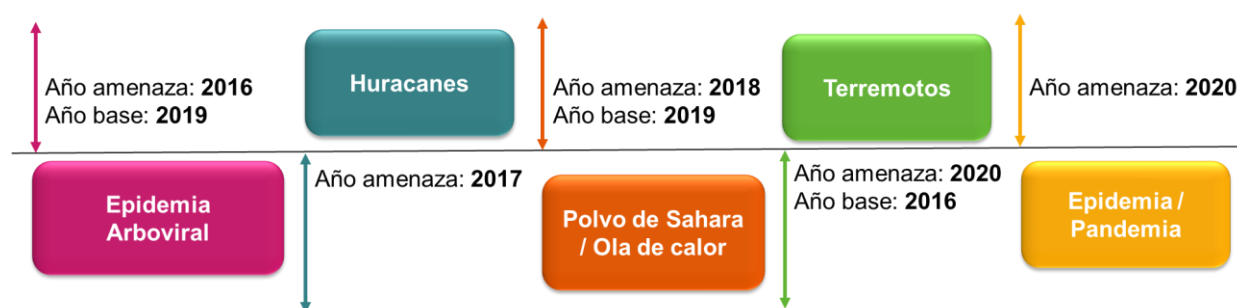 Año amenaza: 2016
Año base: 2019
Epidemia
Arboviral
Huracanes
Año amenaza: 2017
Año amenaza: 2018
Año base: 2019
Polvo de Sahara
/ Ola de calor
Terremotos
Año amenaza: 2020
Año base: 2016
Año amenaza: 2020
Epidemia /
Pandemia